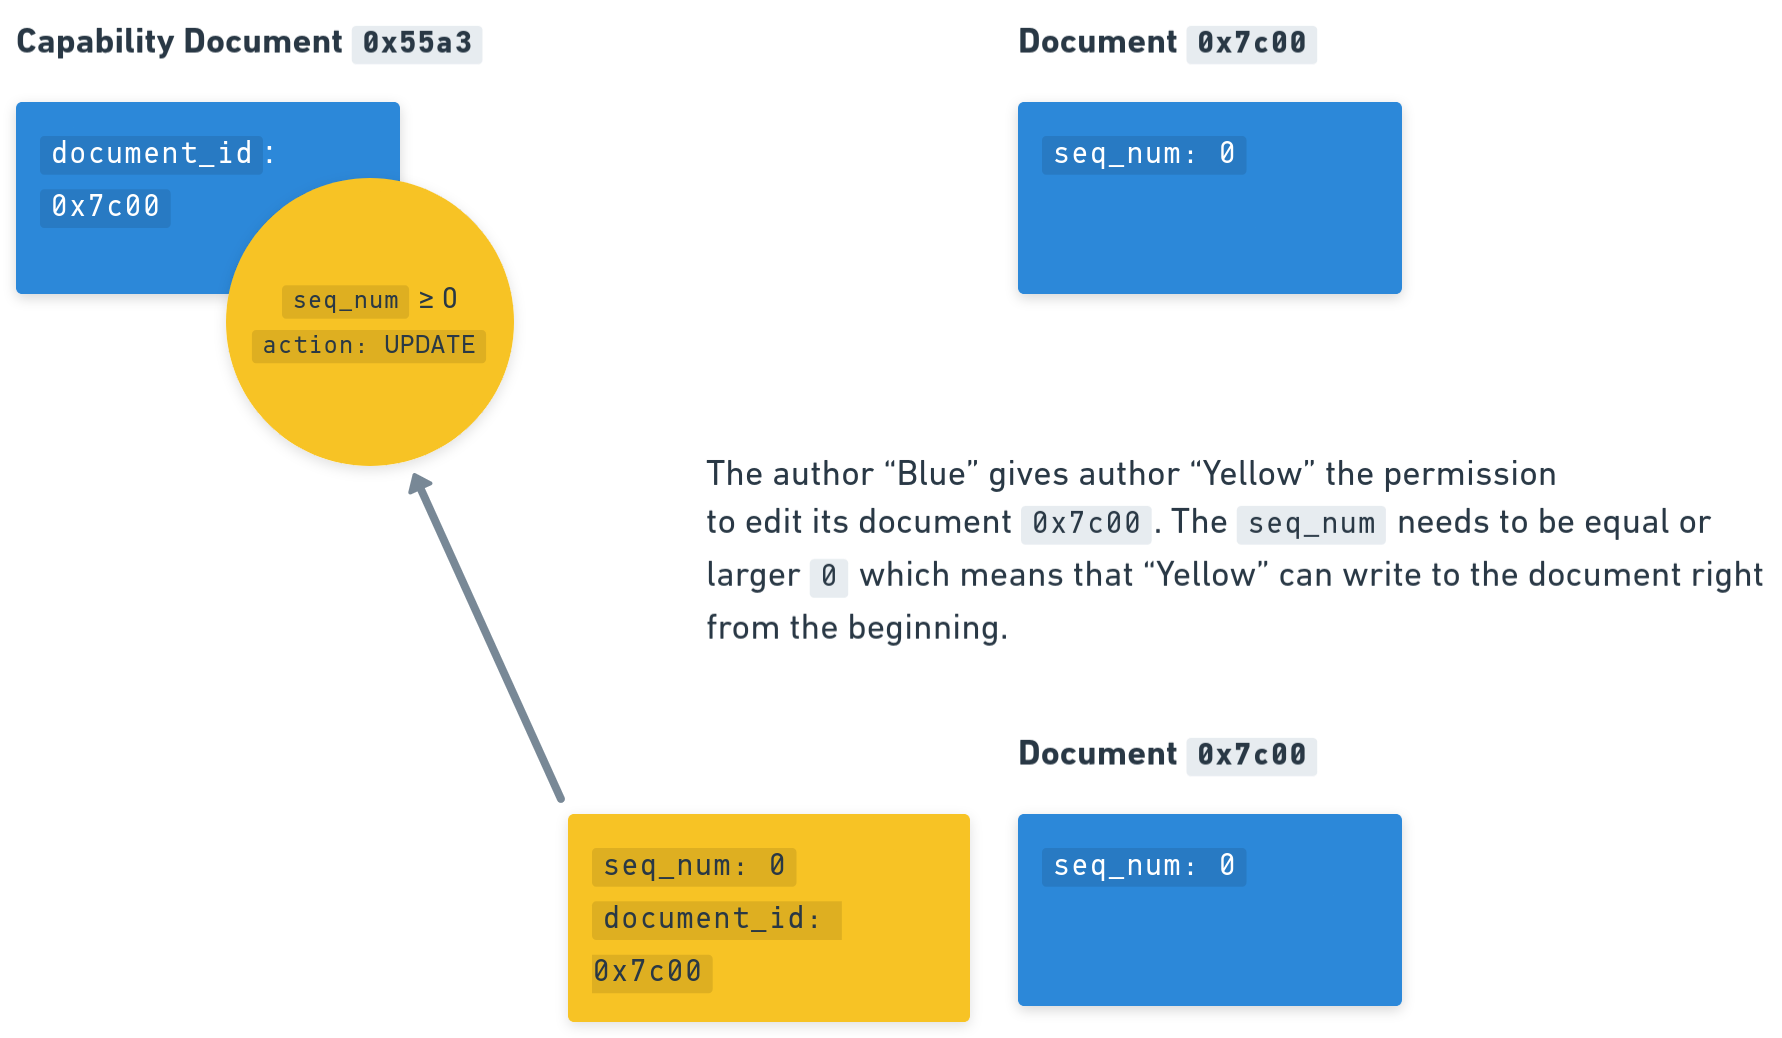 Capability Document 0x55a3
document_id:
0x7c00
seq_num ≥ 0
action: UPDATE
Document 0x7c00
seq_num: 0
The author “Blue” gives author “Yellow” the permission
to edit its document 0x7c00. The seq_num needs to be equal or
larger 0 which means that “Yellow” can write to the document right
from the beginning.
seq_num: 0
document_id:
0x7c00
Document 0x7c00
seq_num: 0